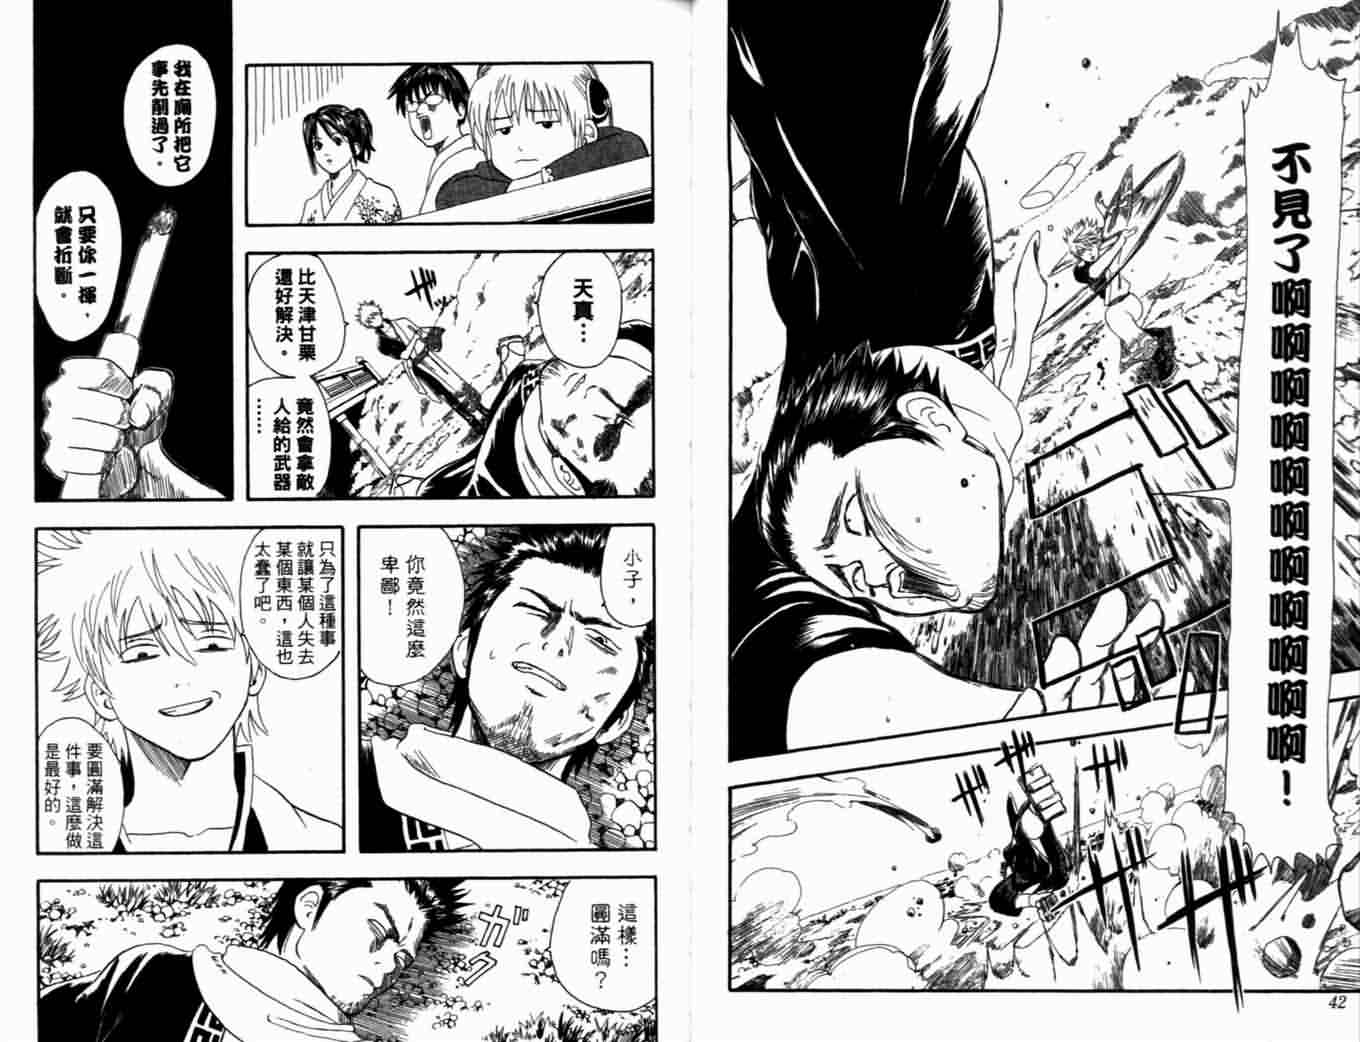 不見了啊啊啊啊啊啊啊啊啊啊啊！
42
天真…
比天津甘栗
還好解決。
竟然會拿敵
人給的武器
……
我在廁所把它
事先削過了。
只要你一揮，
就會折斷。
小子，
你竟然這麼
卑鄙！
只為了這種事
就讓某個人失去
某個東西，這也
太蠢了吧。
要圓滿解決這
件事，這麼做
是最好的。
這樣…
圓滿嗎？
ガクッ